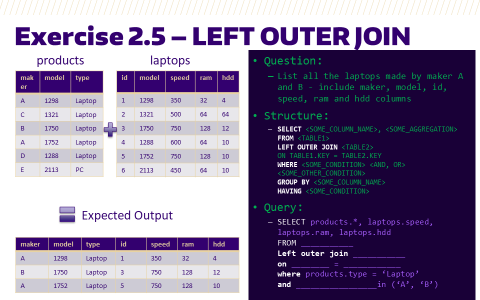 Exercise 2.5 – LEFT OUTER JOIN
products
mak
er
model type
A 1298 Laptop
C 1321 Laptop
B 1750 Laptop
A 1752 Laptop
D 1288 Laptop
E 2113 PC
laptops
id model speed ram hdd
1 1298 350 32 4
2 1321 500 64 64
3 1750 750 128 12
4 1288 600 64 10
5 1752 750 128 10
6 2113 450 64 10
Expected Output
maker model type id speed ram hdd
A 1298 Laptop 1 350 32 4
B 1750 Laptop 3 750 128 12
A 1752 Laptop 5 750 128 10
• Question:
– List all the laptops made by maker A
and B - include maker, model, id,
speed, ram and hdd columns
• Structure:
– SELECT <SOME_COLUMN_NAME>, <SOME_AGGREGATION>
FROM <TABLE1>
LEFT OUTER JOIN <TABLE2>
ON TABLE1.KEY = TABLE2.KEY
WHERE <SOME_CONDITION> <AND, OR>
<SOME_OTHER_CONDITION>
GROUP BY <SOME_COLUMN_NAME>
HAVING <SOME_CONDITION>
• Query:
– SELECT products.*, laptops.speed,
laptops.ram, laptops.hdd
FROM __________
Left outer join __________
on __________ = __________
where products.type = ‘Laptop’
and ________________in (‘A’, ‘B’)